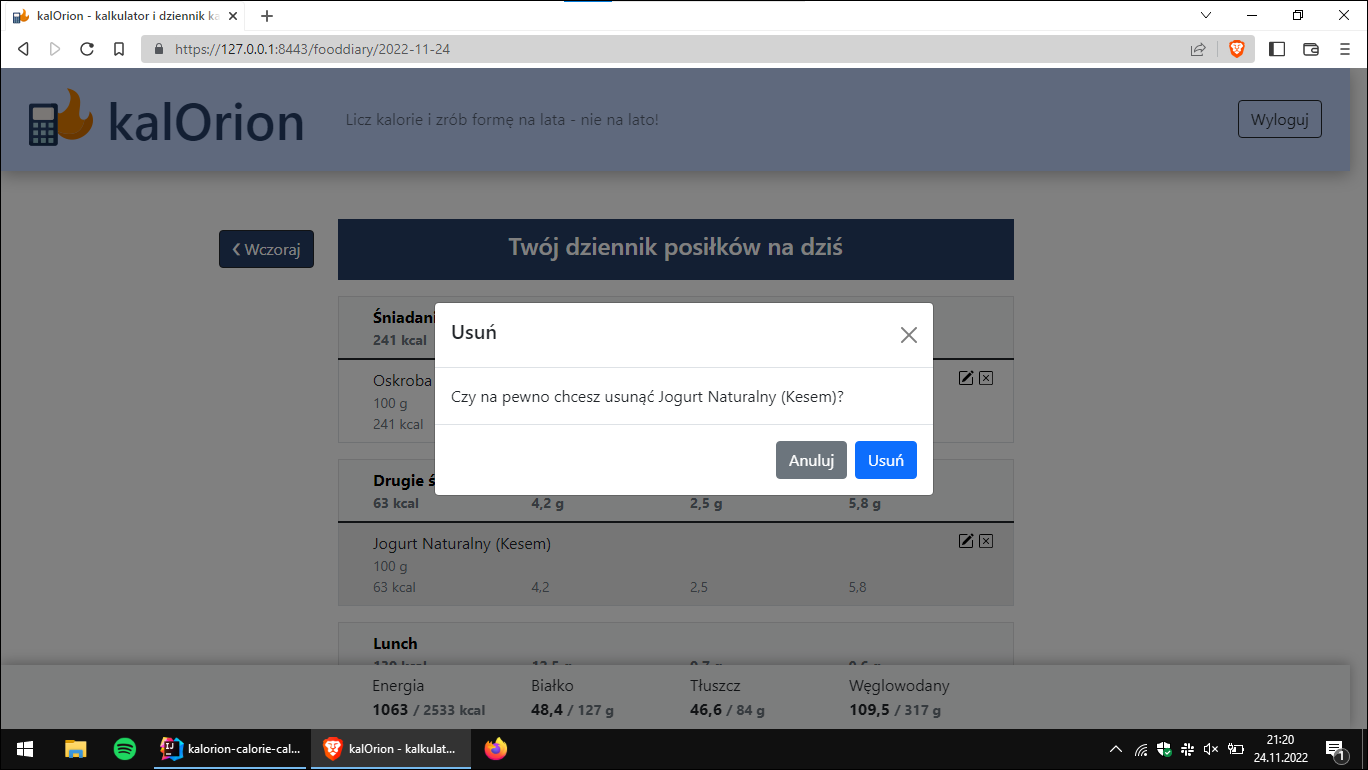 kalOrion - kalkulator i dziennik ka
https://127.0.0.1:8443/fooddiary/2022-11-24
kalOrion
Licz kalorie i zrób formę na lata - nie na lato!
Wyloguj
Wczoraj
Twój dziennik posiłków na dziś
Śniadani
241 kcal
Oskroba
100 g
241 kcal
Usuń
Czy na pewno chcesz usunąć Jogurt Naturalny (Kesem)?
Anuluj Usuń
Drugie ś
63 kcal 4,2 g 2,5 g 5,8 g
Jogurt Naturalny (Kesem)
100 g
63 kcal 4,2 2,5 5,8
Lunch
Energia Białko Tłuszcz Węglowodany
1063 / 2533 kcal 48,4 / 127 g 46,6 / 84 g 109,5 / 317 g
kalorion-calorie-cal... kalOrion - kalkulat...
21:20
24.11.2022
1